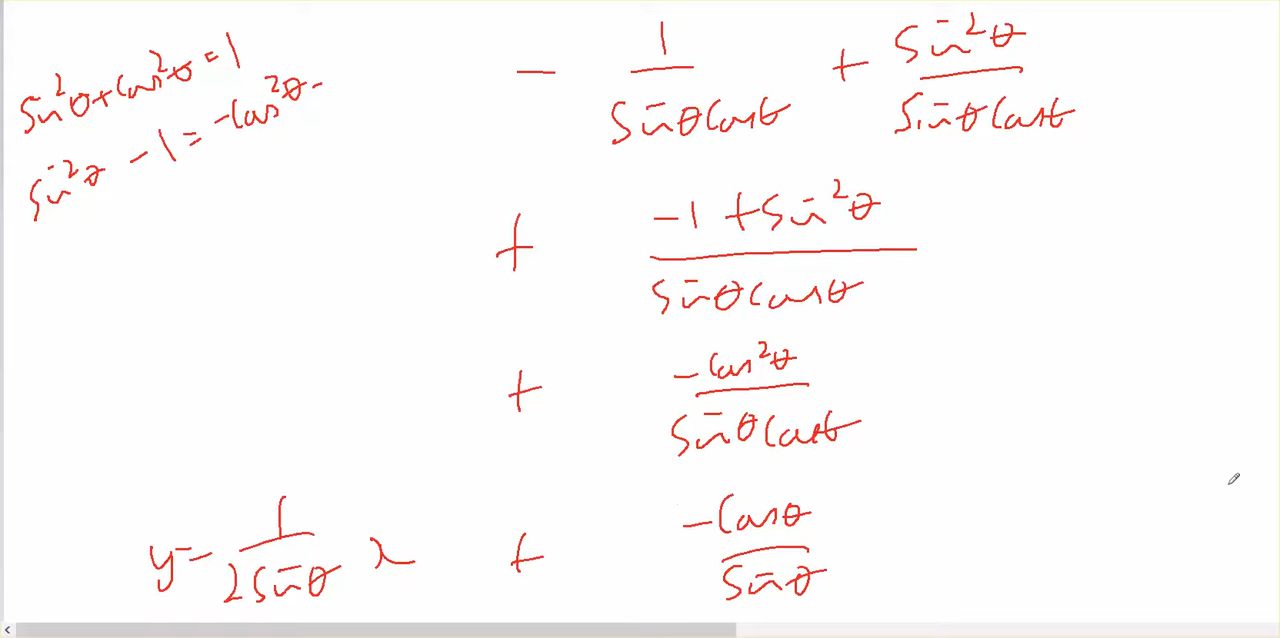 sin²θ + cos²θ = 1
sin²θ - 1 = -cos²θ
- 1/(sinθcosθ) + sin²θ/(sinθcosθ)
+ (-1 + sin²θ)/(sinθcosθ)
+ -cos²θ/(sinθcosθ)
y = 1/(2sinθ) x + -cosθ/sinθ